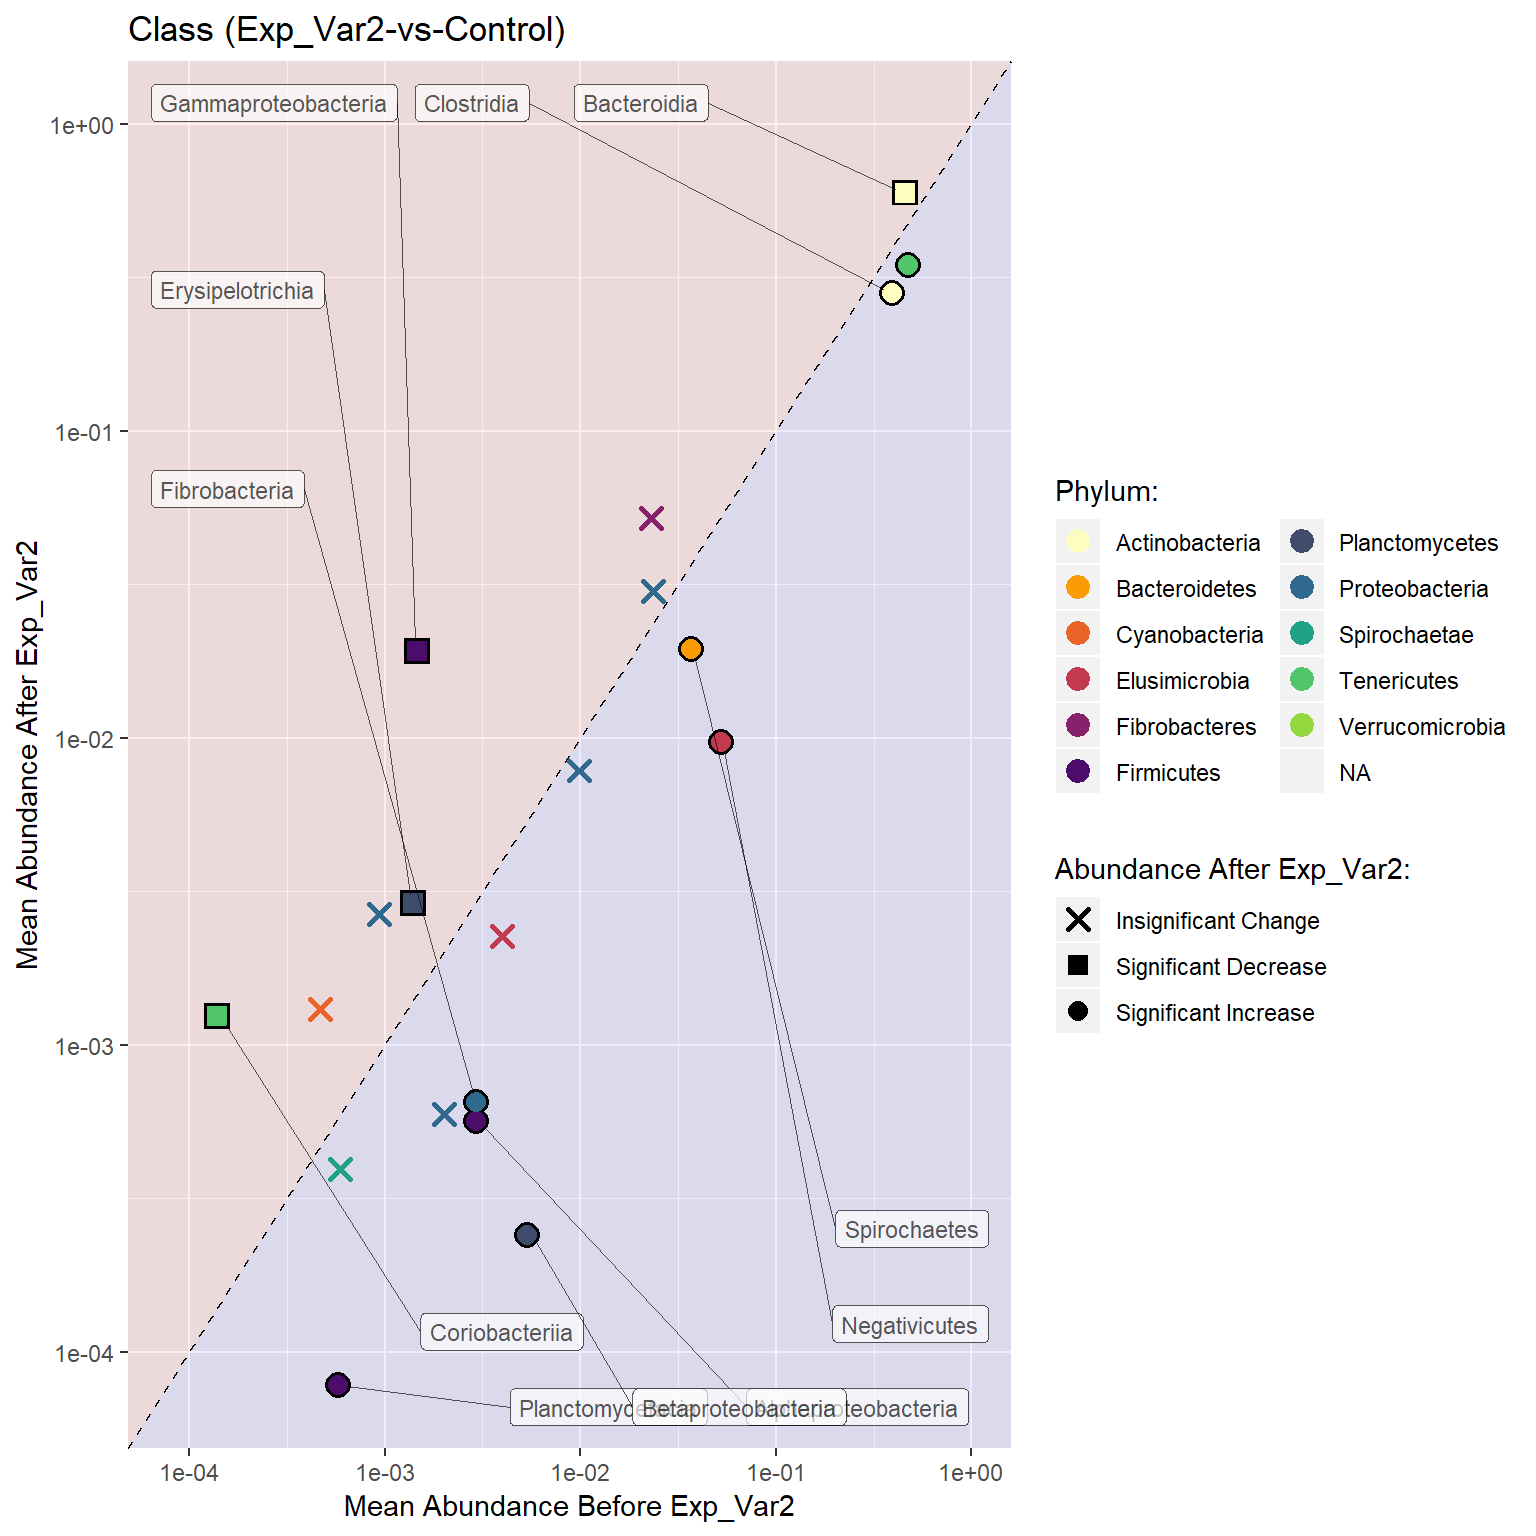 Class (Exp_Var2-vs-Control)
Gammaproteobacteria
Clostridia
Bacteroidia
Erysipelotrichia
Fibrobacteria
Spirochaetes
Negativicutes
Coriobacteriia
Betaproteobacteria
1e+00
1e-01
1e-02
1e-03
1e-04
Mean Abundance After Exp_Var2
1e-04
1e-03
1e-02
1e-01
1e+00
Mean Abundance Before Exp_Var2
Phylum:
Actinobacteria
Bacteroidetes
Cyanobacteria
Elusimicrobia
Fibrobacteres
Firmicutes
Planctomycetes
Proteobacteria
Spirochaetae
Tenericutes
Verrucomicrobia
NA
Abundance After Exp_Var2:
Insignificant Change
Significant Decrease
Significant Increase